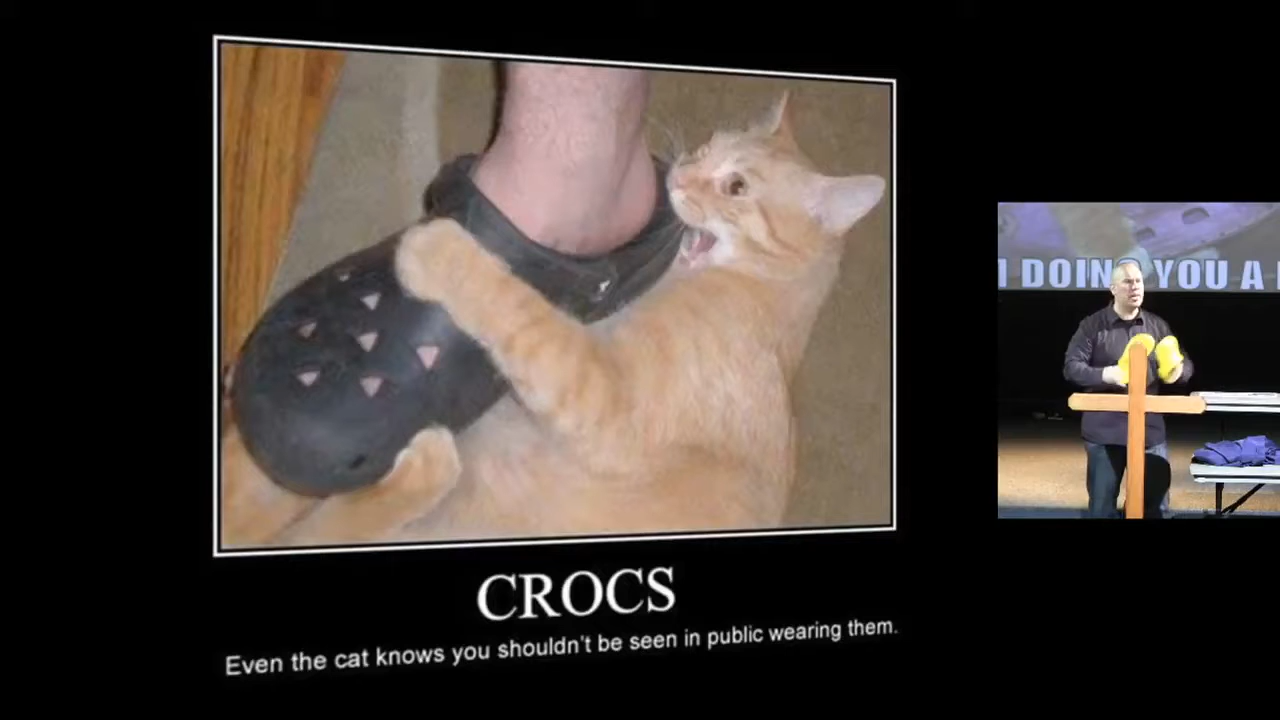 CROCS
Even the cat knows you shouldn't be seen in public wearing them.
DOING YOU A